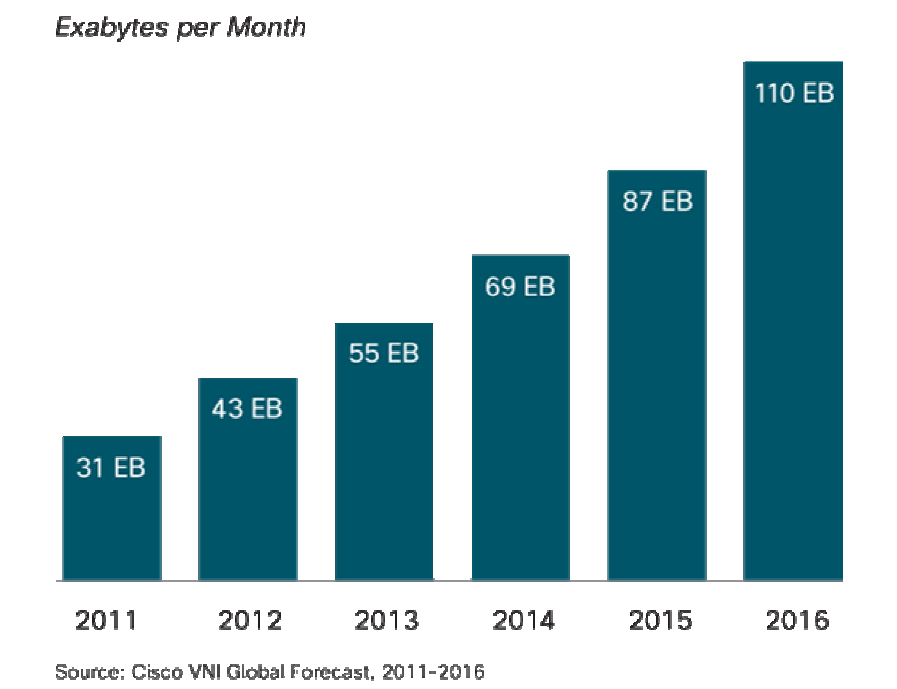 Exabytes per Month
110 EB
87 EB
69 EB
55 EB
43 EB
31 EB
2011 2012 2013 2014 2015 2016
Source: Cisco VNI Global Forecast, 2011-2016